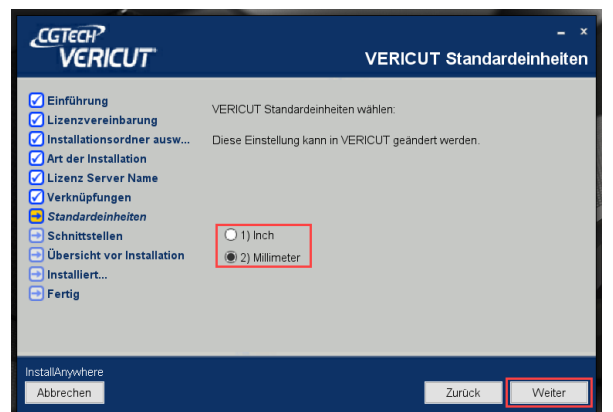 CGTECH
VERICUT
VERICUT Standardeinheiten
Einführung
Lizenzvereinbarung
Installationsordner ausw...
Art der Installation
Lizenz Server Name
Verknüpfungen
Standardeinheiten
Schnittstellen
Übersicht vor Installation
Installiert...
Fertig
VERICUT Standardeinheiten wählen:
Diese Einstellung kann in VERICUT geändert werden.
1) Inch
2) Millimeter
InstallAnywhere
Abbrechen
Zurück
Weiter